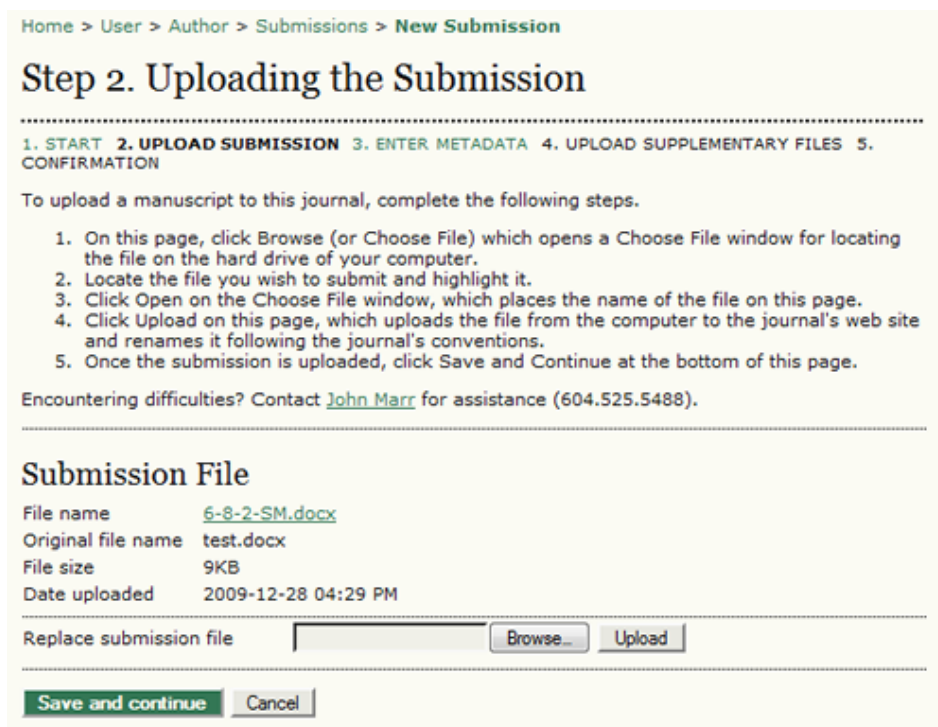 Home > User > Author > Submissions > New Submission
Step 2. Uploading the Submission
1. START 2. UPLOAD SUBMISSION 3. ENTER METADATA 4. UPLOAD SUPPLEMENTARY FILES 5.
CONFIRMATION
To upload a manuscript to this journal, complete the following steps.
1. On this page, click Browse (or Choose File) which opens a Choose File window for locating
the file on the hard drive of your computer.
2. Locate the file you wish to submit and highlight it.
3. Click Open on the Choose File window, which places the name of the file on this page.
4. Click Upload on this page, which uploads the file from the computer to the journal's web site
and renames it following the journal's conventions.
5. Once the submission is uploaded, click Save and Continue at the bottom of this page.
Encountering difficulties? Contact John Marr for assistance (604.525.5488).
Submission File
File name 6-8-2-SM.docx
Original file name test.docx
File size 9KB
Date uploaded 2009-12-28 04:29 PM
Replace submission file Browse... Upload
Save and continue Cancel